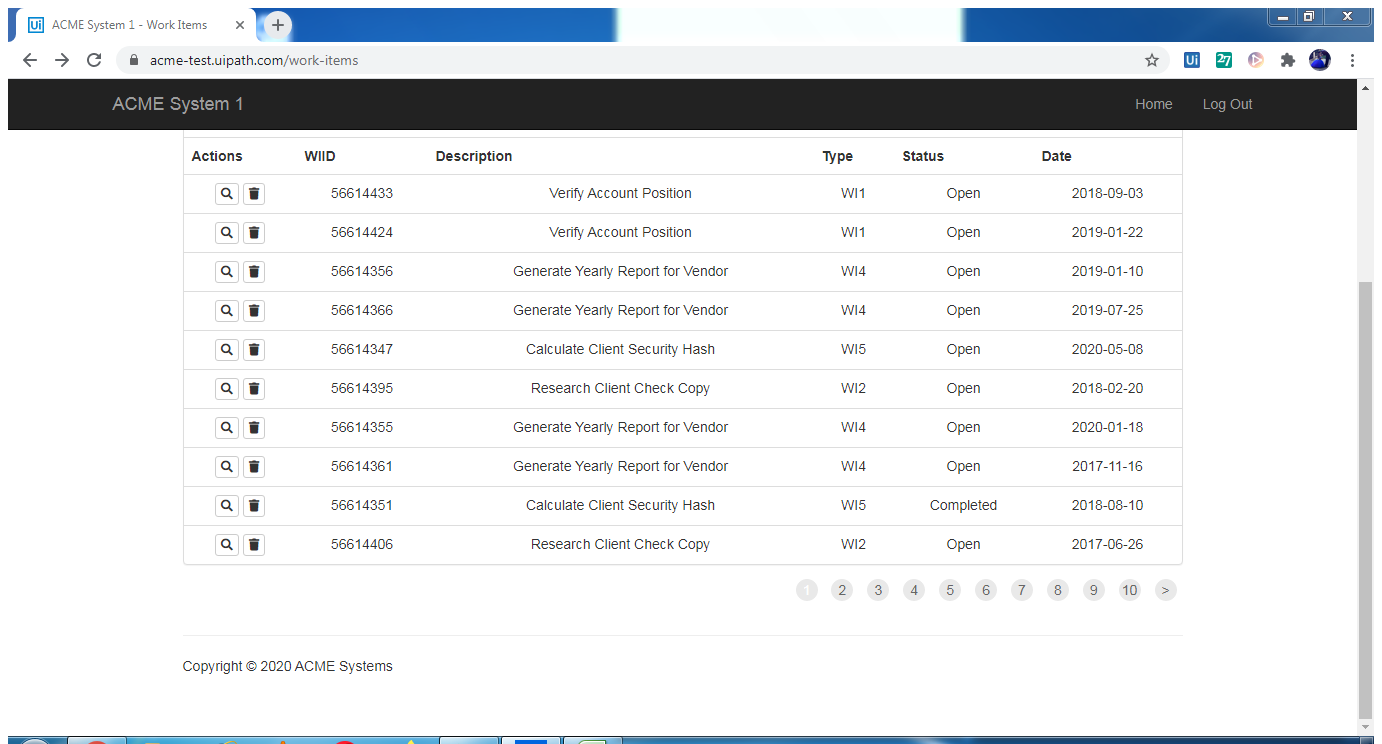 Ui ACME System 1 - Work Items × +
acme-test.uipath.com/work-items Ui 27
ACME System 1 Home Log Out
Actions WIID Description Type Status Date
56614433 Verify Account Position WI1 Open 2018-09-03
56614424 Verify Account Position WI1 Open 2019-01-22
56614356 Generate Yearly Report for Vendor WI4 Open 2019-01-10
56614366 Generate Yearly Report for Vendor WI4 Open 2019-07-25
56614347 Calculate Client Security Hash WI5 Open 2020-05-08
56614395 Research Client Check Copy WI2 Open 2018-02-20
56614355 Generate Yearly Report for Vendor WI4 Open 2020-01-18
56614361 Generate Yearly Report for Vendor WI4 Open 2017-11-16
56614351 Calculate Client Security Hash WI5 Completed 2018-08-10
56614406 Research Client Check Copy WI2 Open 2017-06-26
1 2 3 4 5 6 7 8 9 10 >
Copyright © 2020 ACME Systems